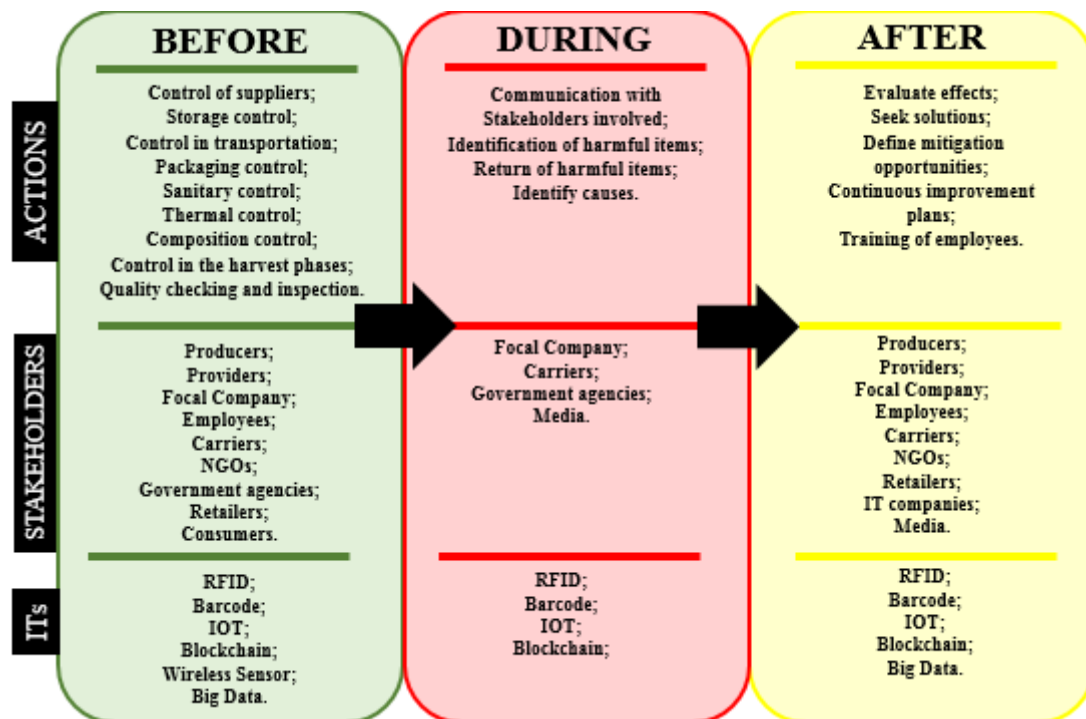 BEFORE
DURING
AFTER
ACTIONS
Control of suppliers;
Storage control;
Control in transportation;
Packaging control;
Sanitary control;
Thermal control;
Composition control;
Control in the harvest phases;
Quality checking and inspection.
Communication with
Stakeholders involved;
Identification of harmful items;
Return of harmful items;
Identify causes.
Evaluate effects;
Seek solutions;
Define mitigation
opportunities;
Continuous improvement
plans;
Training of employees.
STAKEHOLDERS
Producers;
Providers;
Focal Company;
Employees;
Carriers;
NGOs;
Government agencies;
Retailers;
Consumers.
Focal Company;
Carriers;
Government agencies;
Media.
Producers;
Providers;
Focal Company;
Employees;
Carriers;
NGOs;
Retailers;
IT companies;
Media.
ITs
RFID;
Barcode;
IOT;
Blockchain;
Wireless Sensor;
Big Data.
RFID;
Barcode;
IOT;
Blockchain;
RFID;
Barcode;
IOT;
Blockchain;
Big Data.